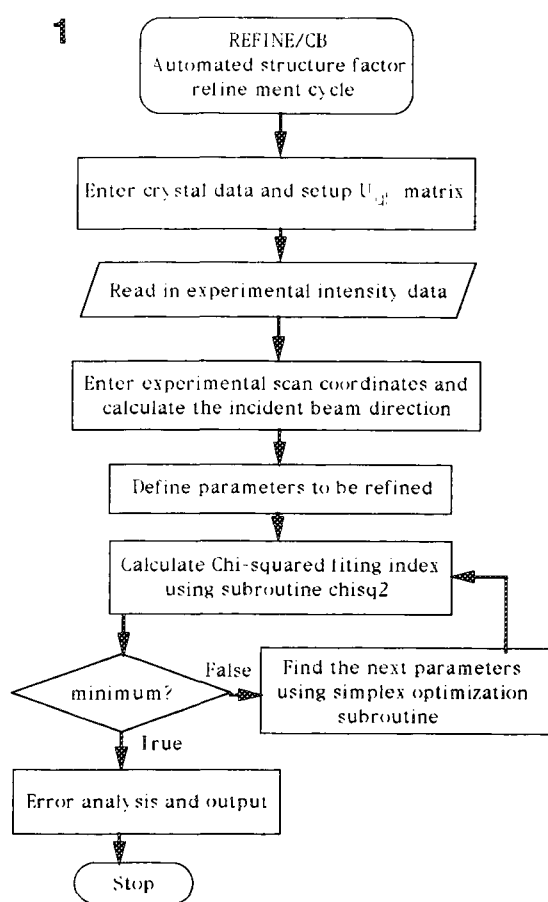 1
REFINE/CB
Automated structure factor
refine ment cycle
Enter crystal data and setup U matrix
Read in experimental intensity data
Enter experimental scan coordinates and
calculate the incident beam direction
Define parameters to be refined
Calculate Chi-squared fiting index
using subroutine chisq2
minimum?
False
Find the next parameters
using simplex optimization
subroutine
True
Error analysis and output
Stop